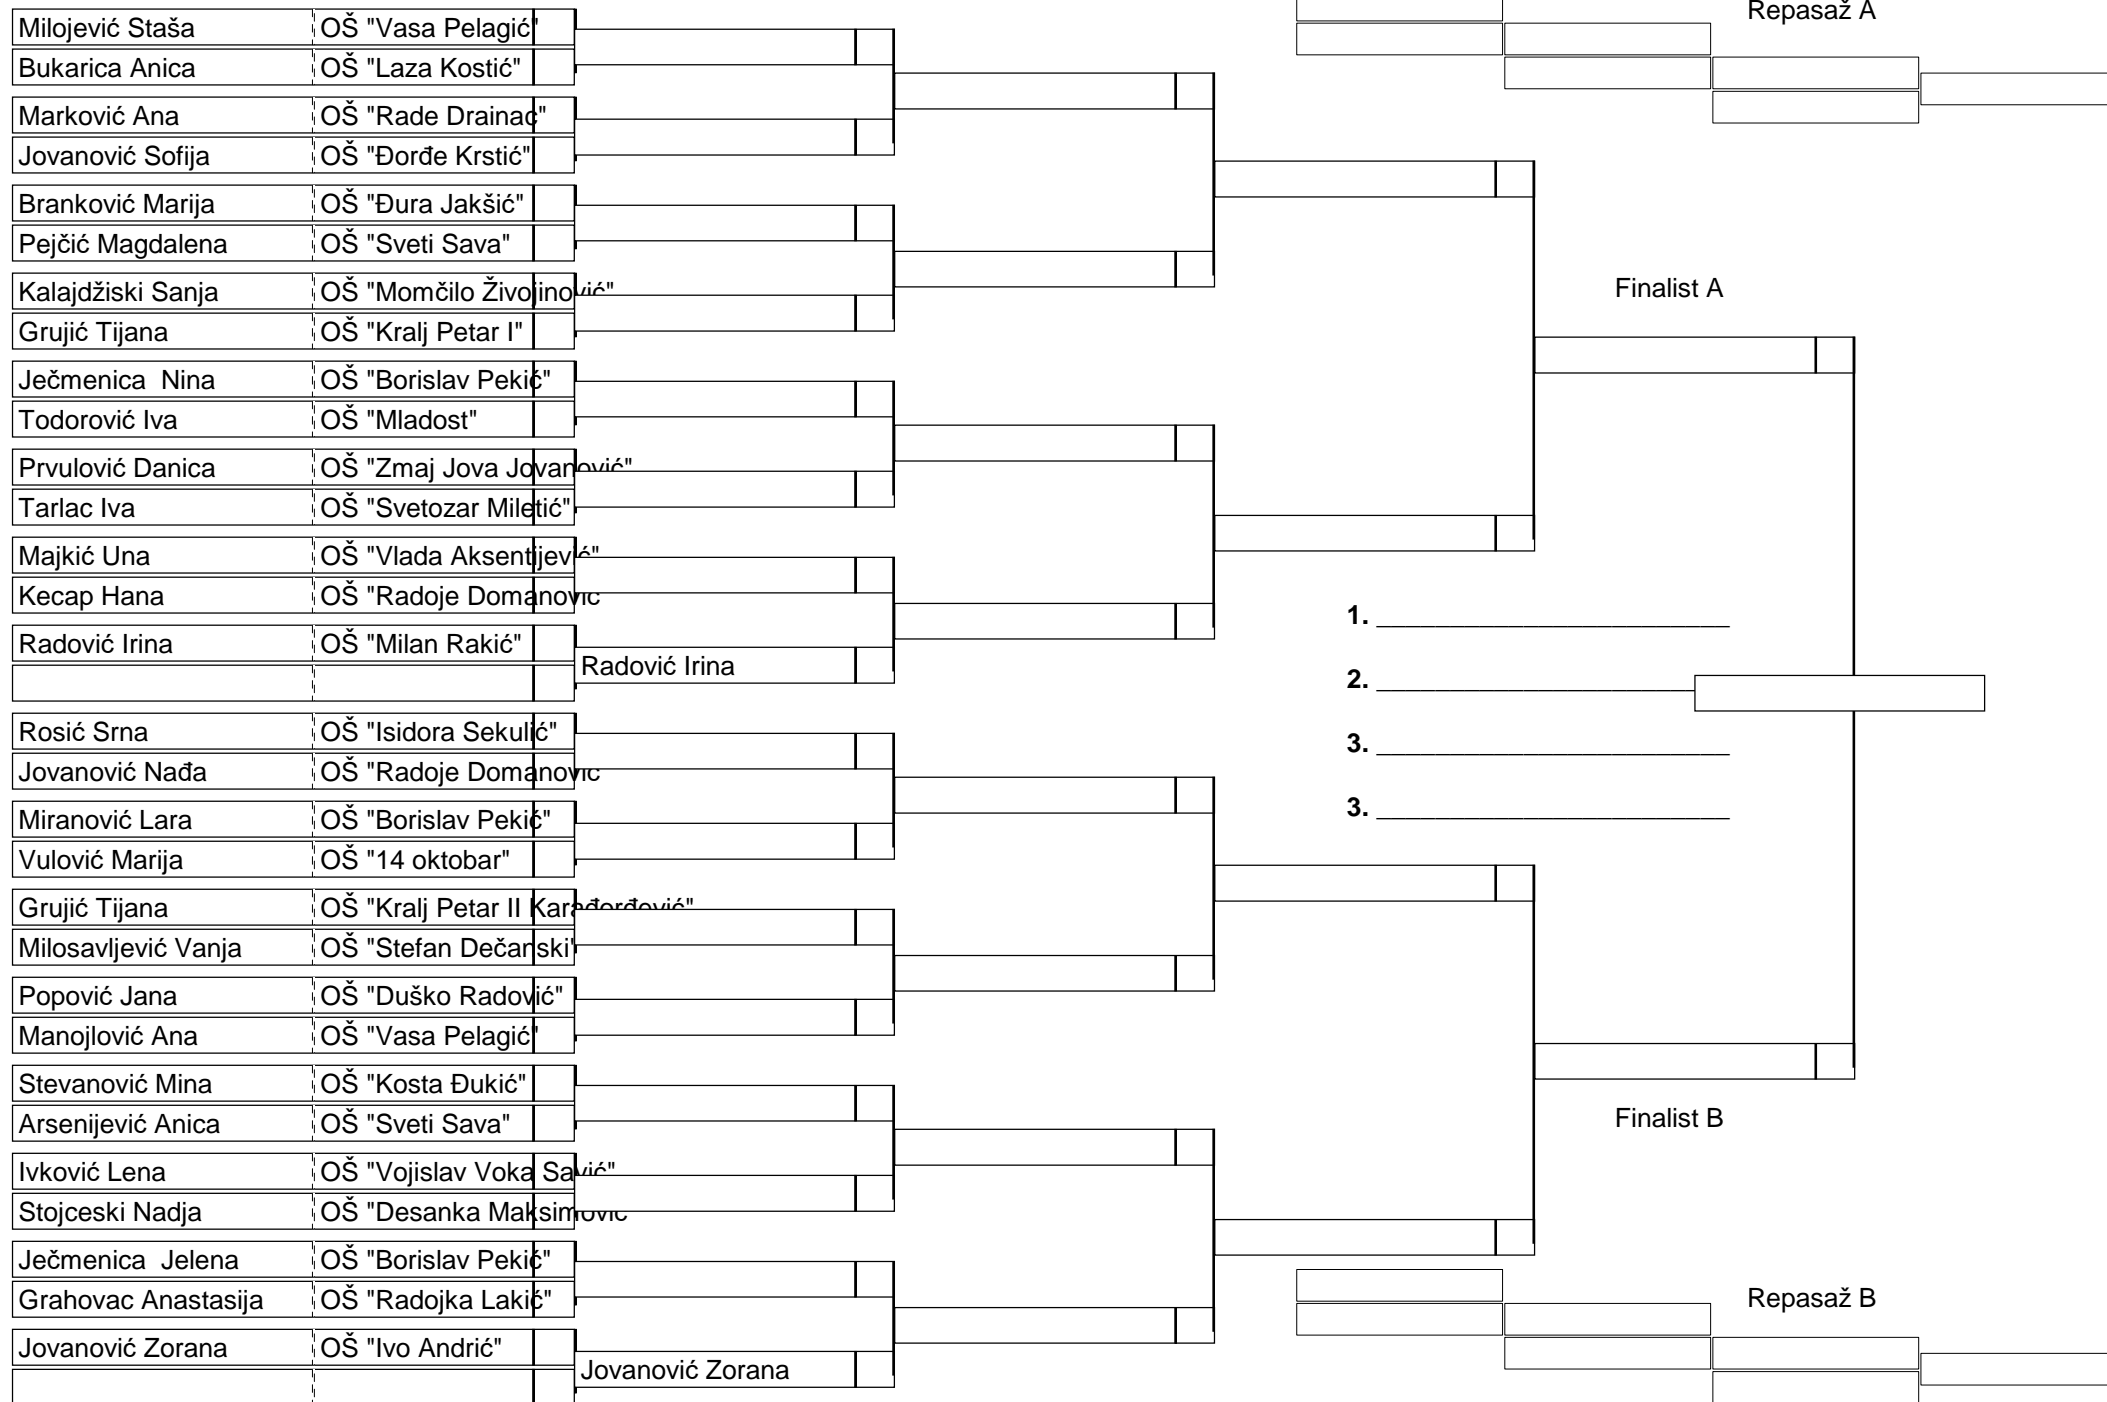 Repasaž A
Milojević Staša OŠ "Vasa Pelagić"
Bukarica Anica OŠ "Laza Kostić"
Marković Ana OŠ "Rade Drainac"
Jovanović Sofija OŠ "Đorđe Krstić"
Branković Marija OŠ "Đura Jakšić"
Pejčić Magdalena OŠ "Sveti Sava"
Kalajdžiski Sanja OŠ "Momčilo Živojinović"
Finalist A
Grujić Tijana OŠ "Kralj Petar I"
Ječmenica  Nina OŠ "Borislav Pekić"
Todorović Iva OŠ "Mladost"
Prvulović Danica OŠ "Zmaj Jova Jovanović"
Tarlac Iva OŠ "Svetozar Miletić"
Majkić Una OŠ "Vlada Aksentijević"
Kecap Hana OŠ "Radoje Domanović
1. ________________________
Radović Irina OŠ "Milan Rakić"
Radović Irina
2. ________________________
Rosić Srna OŠ "Isidora Sekulić"
3. ________________________
Jovanović Nađa OŠ "Radoje Domanović
3. ________________________
Miranović Lara OŠ "Borislav Pekić"
Vulović Marija OŠ "14 oktobar"
Grujić Tijana OŠ "Kralj Petar II Karađorđević"
Milosavljević Vanja OŠ "Stefan Dečanski"
Popović Jana OŠ "Duško Radović"
Manojlović Ana OŠ "Vasa Pelagić"
Stevanović Mina OŠ "Kosta Đukić"
Arsenijević Anica OŠ "Sveti Sava"
Finalist B
Ivković Lena OŠ "Vojislav Voka Savić"
Stojceski Nadja OŠ "Desanka Maksimović
Ječmenica  Jelena OŠ "Borislav Pekić"
Grahovac Anastasija OŠ "Radojka Lakić"
Repasaž B
Jovanović Zorana OŠ "Ivo Andrić"
Jovanović Zorana